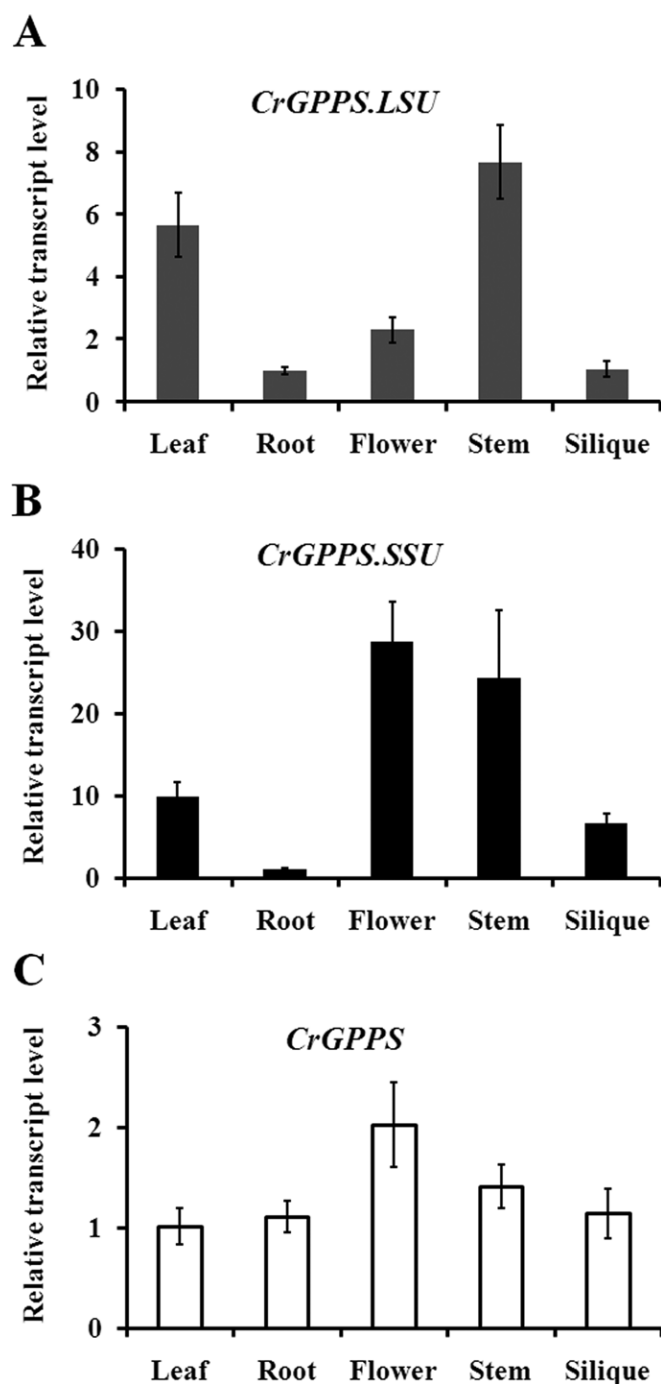 A
Relative transcript level
CrGPPS.LSU
10
8
6
4
2
0
Leaf Root Flower Stem Silique
B
Relative transcript level
CrGPPS.SSU
40
30
20
10
0
Leaf Root Flower Stem Silique
C
Relative transcript level
CrGPPS
3
2
1
0
Leaf Root Flower Stem Silique